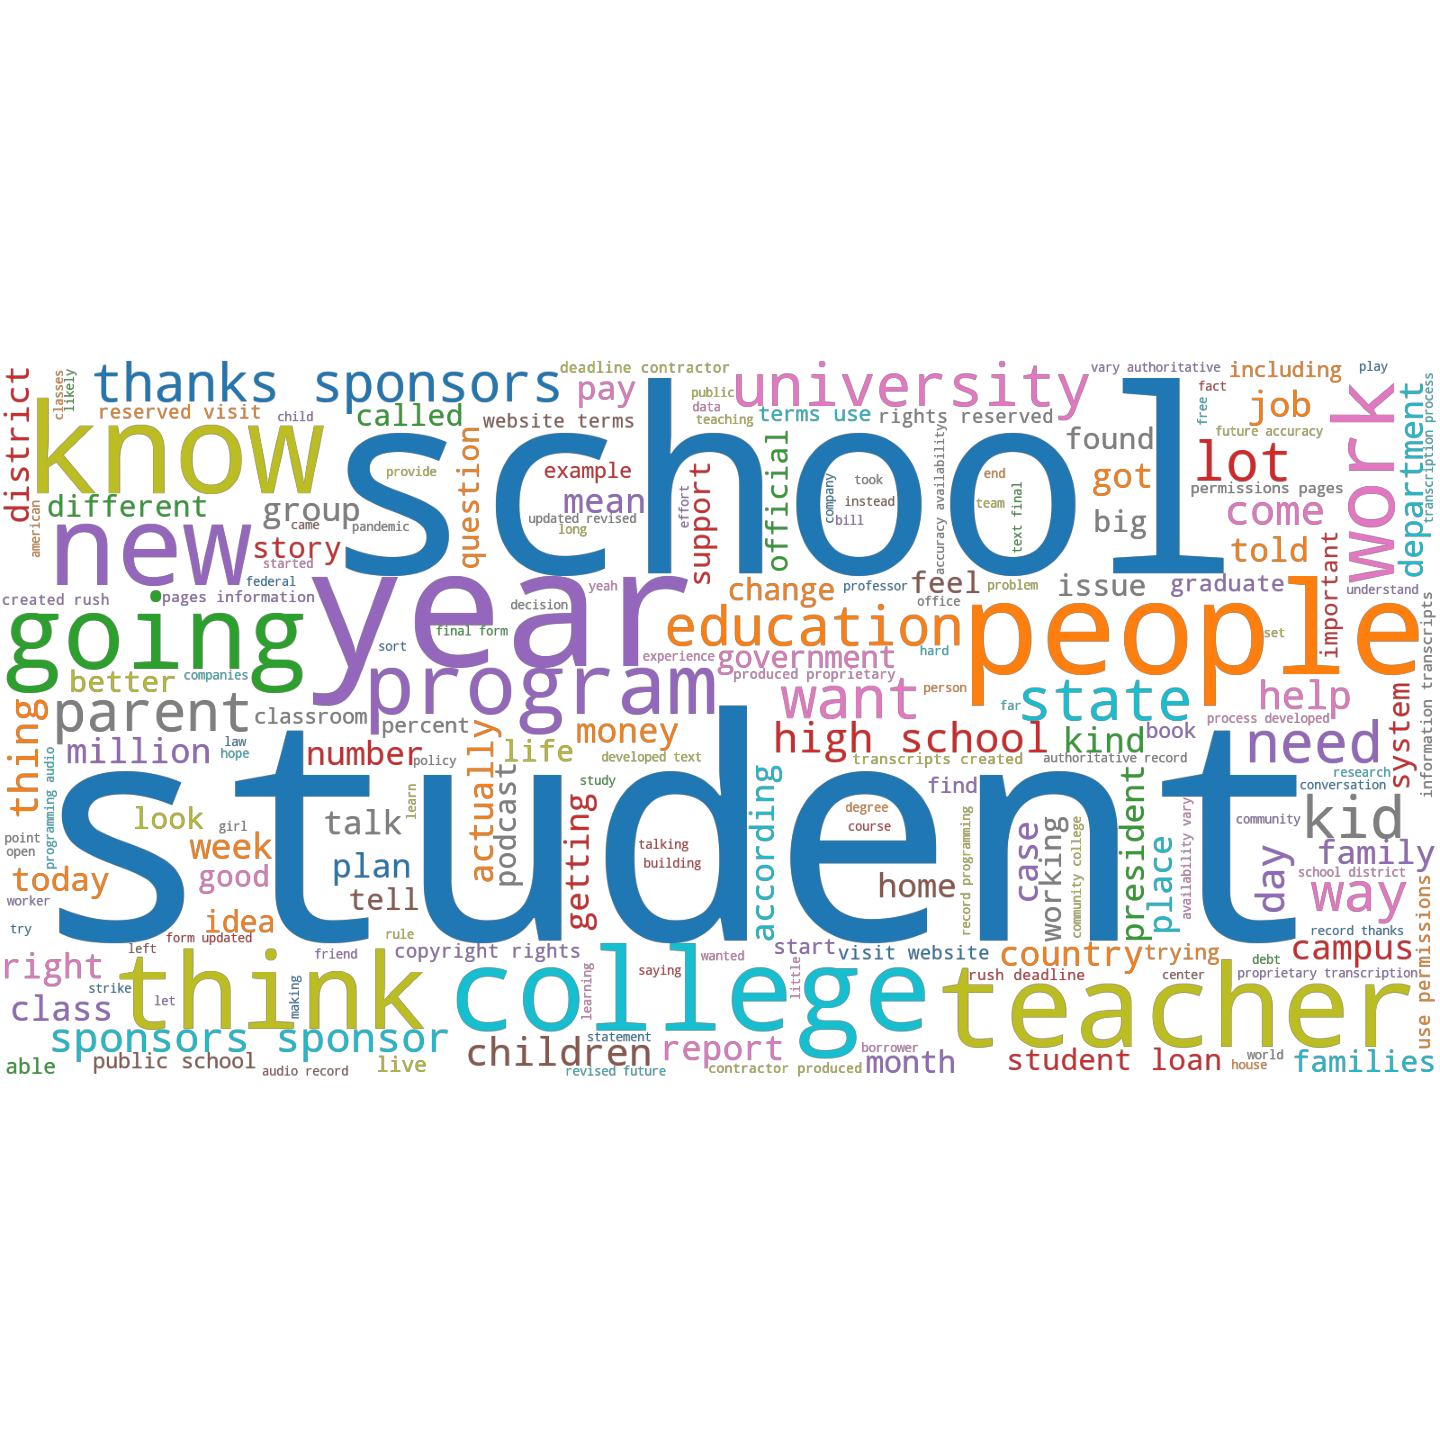 thanks sponsors
deadline contractor
pay
university
vary authoritative
including
play
district
classes
likely
reserved visit
child
called
website terms
public
data
teaching
terms use
rights reserved
free
fact
job
future accuracy
transcription process
know
school
provide
question
example
mean
support
official
company
took
instead
bill
accuracy availability
end
team
text final
found
got
lot
permissions pages
come
work
department
different
group
came
pandemic
updated revised
long
effort
big
told
american
new
story
started
federal
created rush
pages information
year
yeah
decision
final form
sort
change
professor
feel
office
problem
issue
graduate
important
understand
going
education
people
set
experience
government
hard
produced proprietary
person
far
information transcripts
better
companies
program
want
state
help
process developed
parent
classroom
percent
money
high school
kind
book
need
system
thing
million
law
hope
number
policy
actually
life
developed text
transcripts created
authoritative record
research
conversation
programming audio
student
look
girl
talk
learn
podcast
study
getting
according
find
degree
course
record programming
president
availability vary
community
kid
point
open
week
plan
talking
building
case
working
community college
place
day
family
school district
today
good
tell
home
way
worker
idea
rule
try
left
form updated
friend
copyright rights
wanted
start
visit website
country
trying
record thanks
campus
use permissions
right
strike
think
let
making
college
learning
saying
little
rush deadline
teacher
center
debt
proprietary transcription
class
sponsors sponsor
statement
children
report
borrower
month
student loan
world
house
families
able
public school
audio record
live
revised future
contractor produced